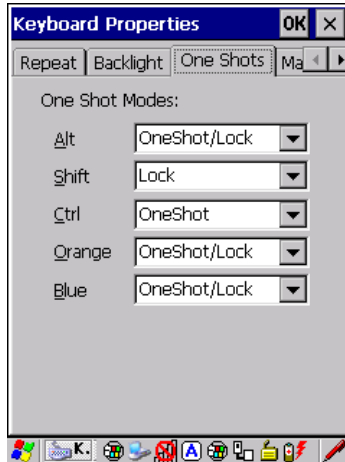 Keyboard Properties OK ×
Repeat Backlight One Shots Ma
One Shot Modes:
Alt OneShot/Lock
Shift Lock
Ctrl OneShot
Orange OneShot/Lock
Blue OneShot/Lock
K. A